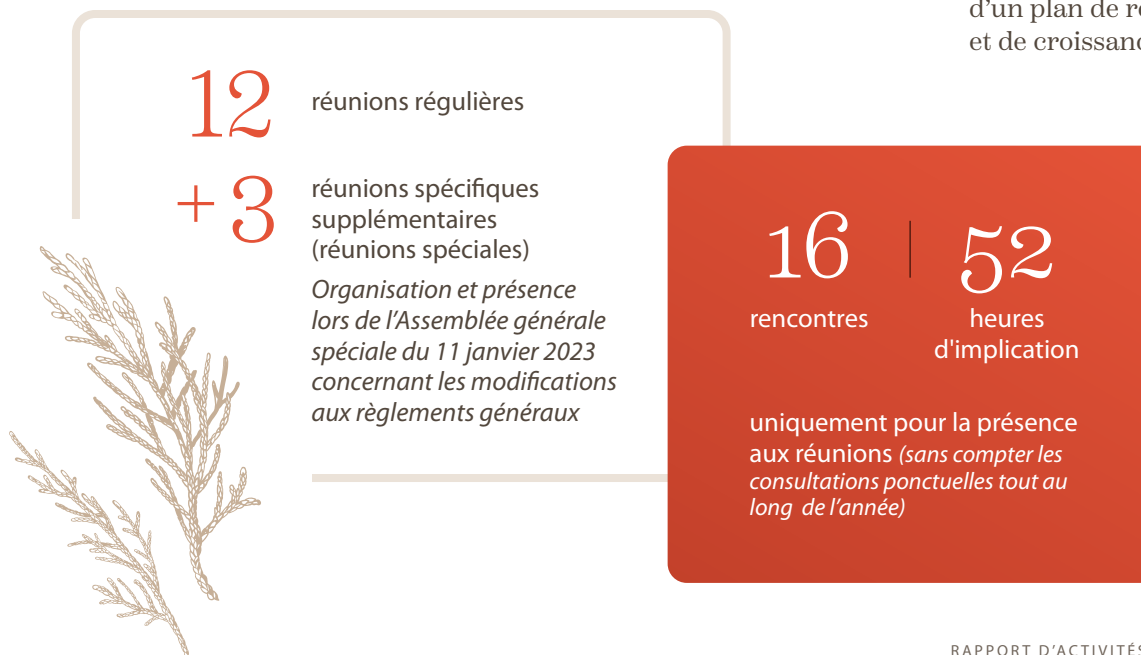 d'un plan de
et de
12
réunions régulières
+3
réunions spécifiques
supplémentaires
(réunions spéciales)
Organisation et présence
lors de l'Assemblée générale
spéciale du 11 janvier 2023
concernant les modifications
aux règlements généraux
16
rencontres
52
heures
d'implication
uniquement pour la présence
aux réunions (sans compter les
consultations ponctuelles tout au
long de l'année)
RAPPORT D'ACTIVITÉS